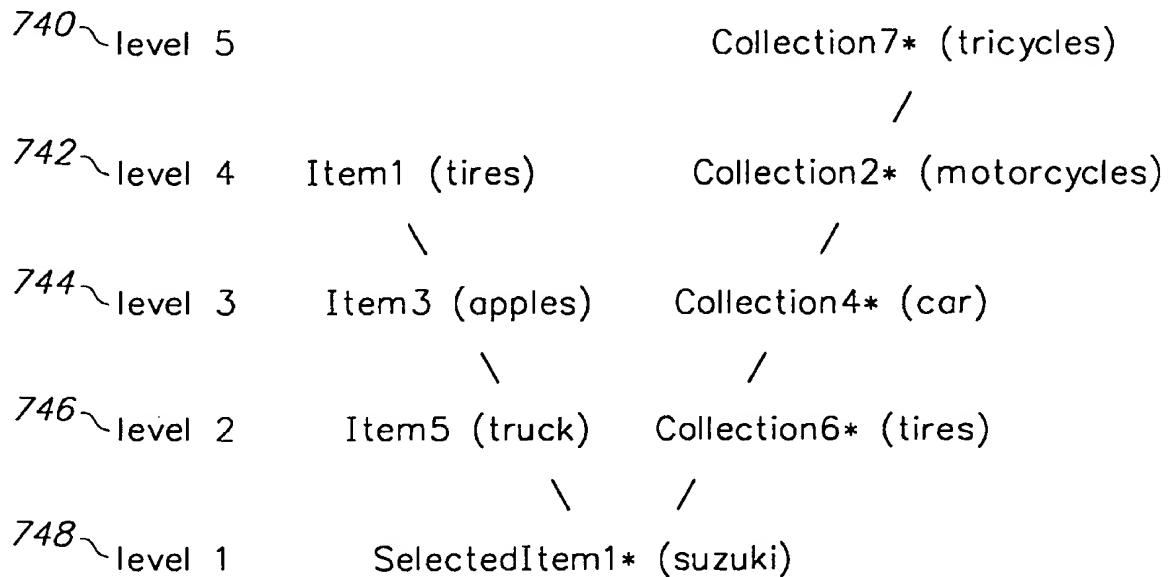 740 level 5 Collection7* (tricycles)
/
742 level 4 Item1 (tires) Collection2* (motorcycles)
\ /
744 level 3 Item3 (apples) Collection4* (car)
\ /
746 level 2 Item5 (truck) Collection6* (tires)
\ /
748 level 1 SelectedItem1* (suzuki)